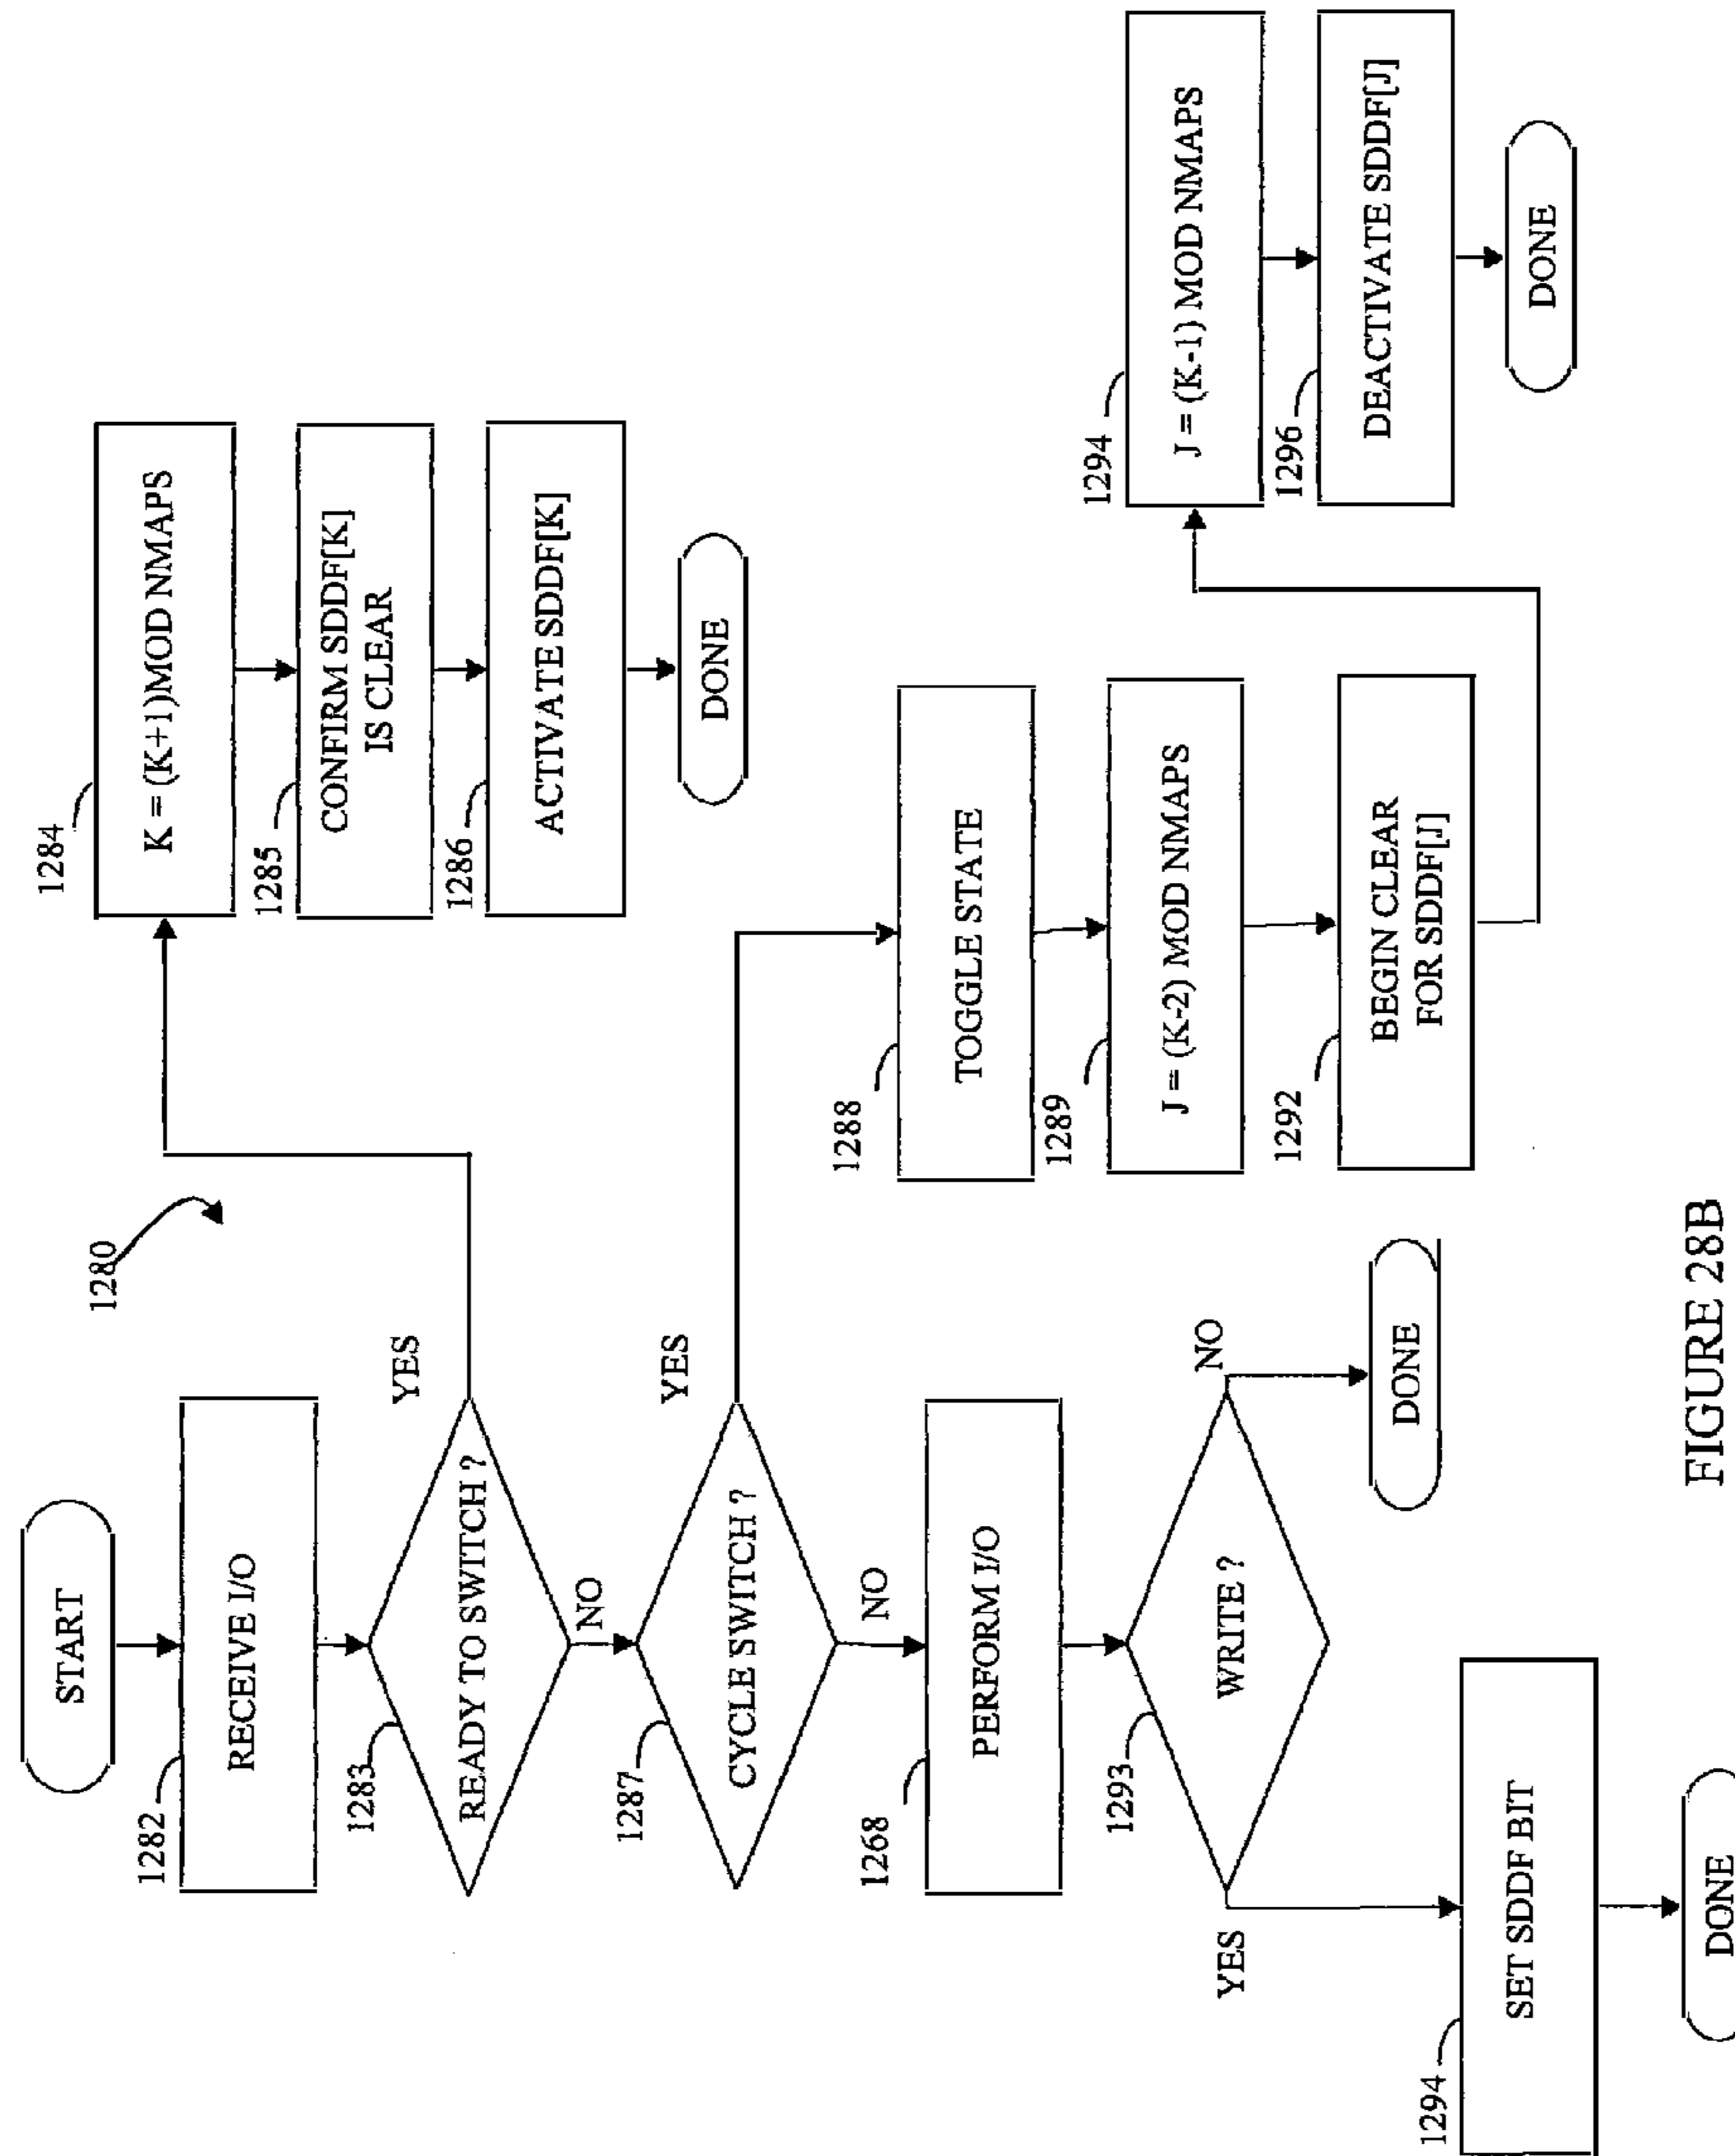 START
1282
RECEIVE I/O
1283
READY TO SWITCH ?
YES
NO
1280
1284
K = (K+1)MOD NMAPS
1285
CONFIRM SDDF[K]
IS CLEAR
1286
ACTIVATE SDDF[K]
DONE
1287
CYCLE SWITCH ?
YES
NO
1288
TOGGLE STATE
1289
J = (K-2) MOD NMAPS
1292
BEGIN CLEAR
FOR SDDF[J]
1294
J = (K-1) MOD NMAPS
1296
DEACTIVATE SDDF[J]
DONE
1268
PERFORM I/O
1293
WRITE ?
YES
NO
DONE
1294
SET SDDF BIT
DONE
FIGURE 28B